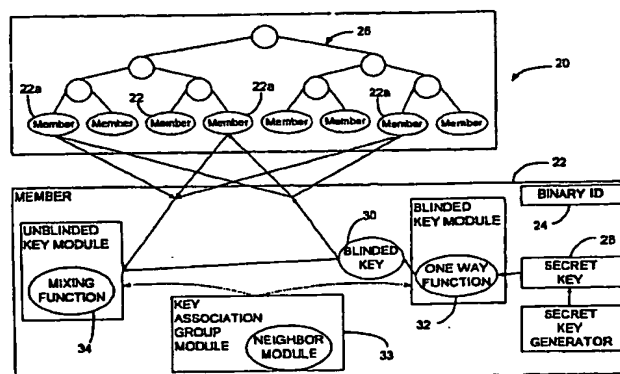 26
20
22a
22
22a
22a
Member Member Member Member Member Member Member Member
22
MEMBER
BINARY ID
24
UNBLINDED
KEY MODULE
MIXING
FUNCTION
34
30
BLINDED
KEY
BLINDED
KEY MODULE
ONE WAY
FUNCTION
32
28
SECRET
KEY
SECRET
KEY
GENERATOR
KEY
ASSOCIATION
GROUP
MODULE
NEIGHBOR
MODULE
33